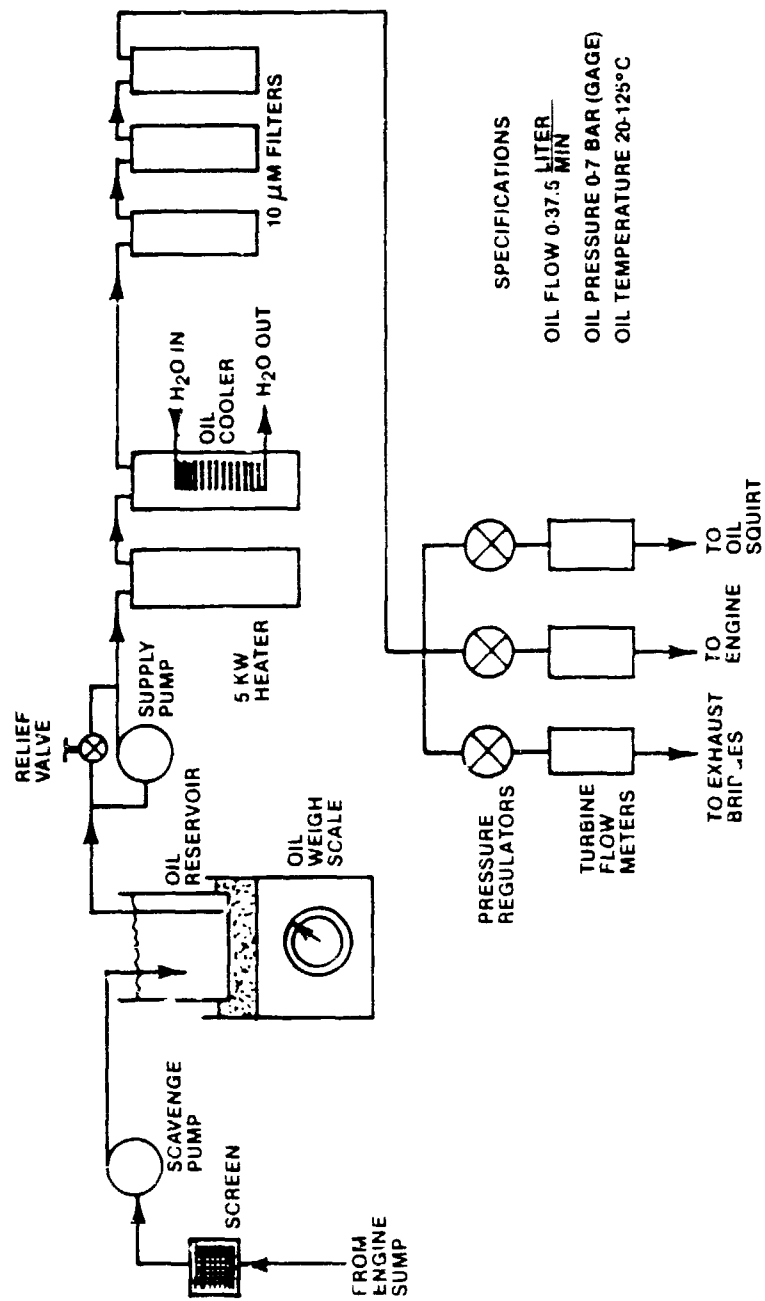 RELIEF
VALVE
SUPPLY
PUMP
5 KW
HEATER
H₂O IN
OIL
COOLER
H₂O OUT
10 µM FILTERS
OIL
RESERVOIR
OIL
WEIGH
SCALE
SCAVENGE
PUMP
SCREEN
FROM
ENGINE
SUMP
PRESSURE
REGULATORS
TURBINE
FLOW
METERS
TO EXHAUST
TO
ENGINE
TO
OIL
SQUIRT
SPECIFICATIONS
OIL FLOW 0-37.5 LITER
MIN
OIL PRESSURE 0-7 BAR (GAGE)
OIL TEMPERATURE 20-125°C